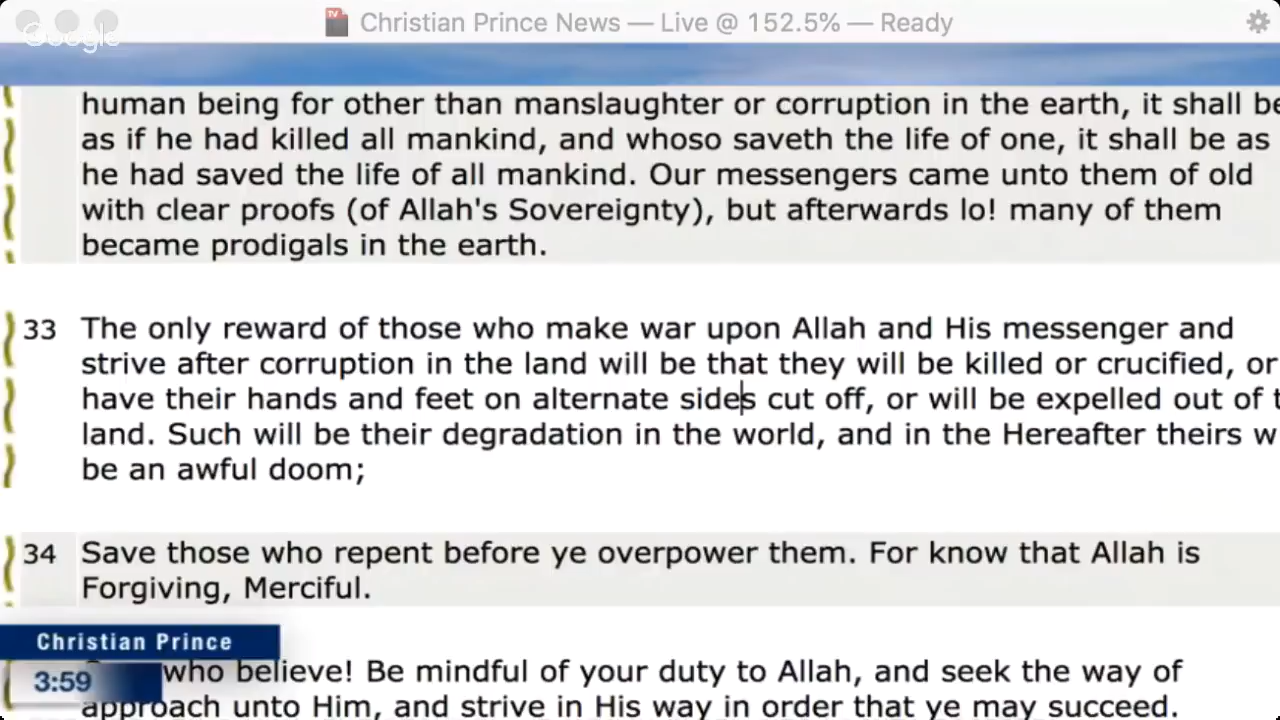 Christian Prince News — Live @ 152.5% — Ready
Google
human being for other than manslaughter or corruption in the earth, it shall be
as if he had killed all mankind, and whoso saveth the life of one, it shall be as
he had saved the life of all mankind. Our messengers came unto them of old
with clear proofs (of Allah's Sovereignty), but afterwards lo! many of them
became prodigals in the earth.
33 The only reward of those who make war upon Allah and His messenger and
strive after corruption in the land will be that they will be killed or crucified, or
have their hands and feet on alternate sides cut off, or will be expelled out of t
land. Such will be their degradation in the world, and in the Hereafter theirs w
be an awful doom;
34 Save those who repent before ye overpower them. For know that Allah is
Forgiving, Merciful.
Christian Prince
who believe! Be mindful of your duty to Allah, and seek the way of
3:59
approach unto Him, and strive in His way in order that ye may succeed.